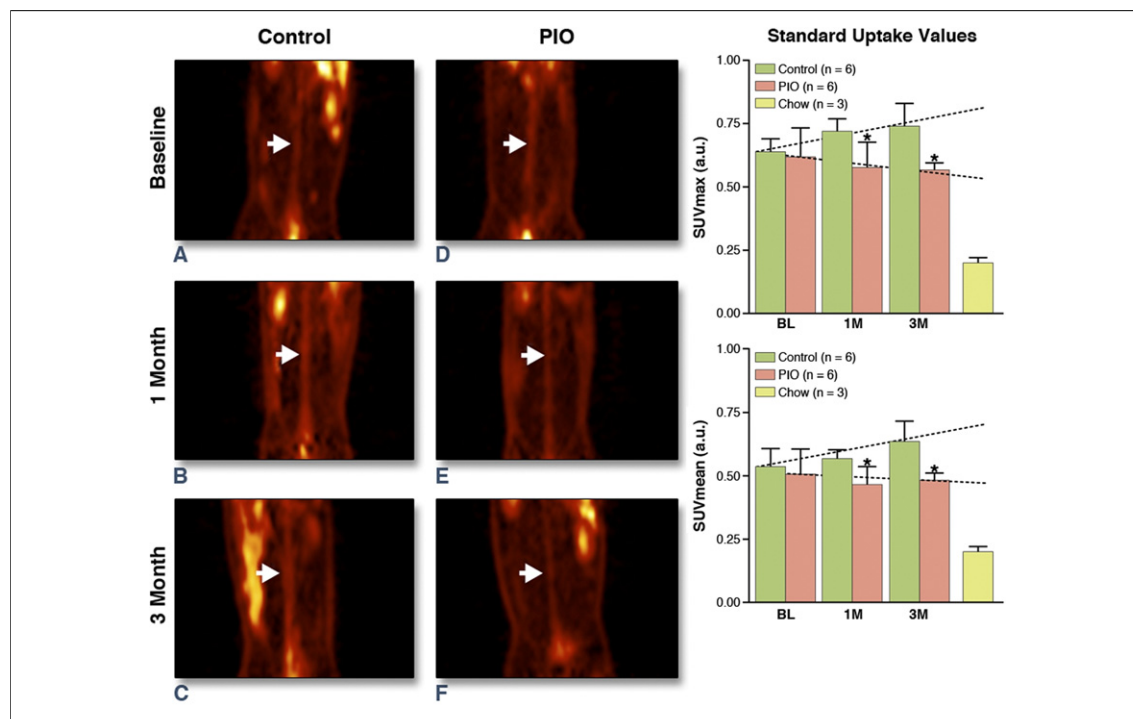 Control
PIO
Standard Uptake Values
Baseline
A
D
1 Month
B
E
3 Month
C
F
1.00
0.75
0.50
0.25
0.00
SUVmax (a.u.)
Control (n = 6)
PIO (n = 6)
Chow (n = 3)
*
*
BL
1M
3M
1.00
0.75
0.50
0.25
0.00
SUVmean (a.u.)
Control (n = 6)
PIO (n = 6)
Chow (n = 3)
*
*
BL
1M
3M